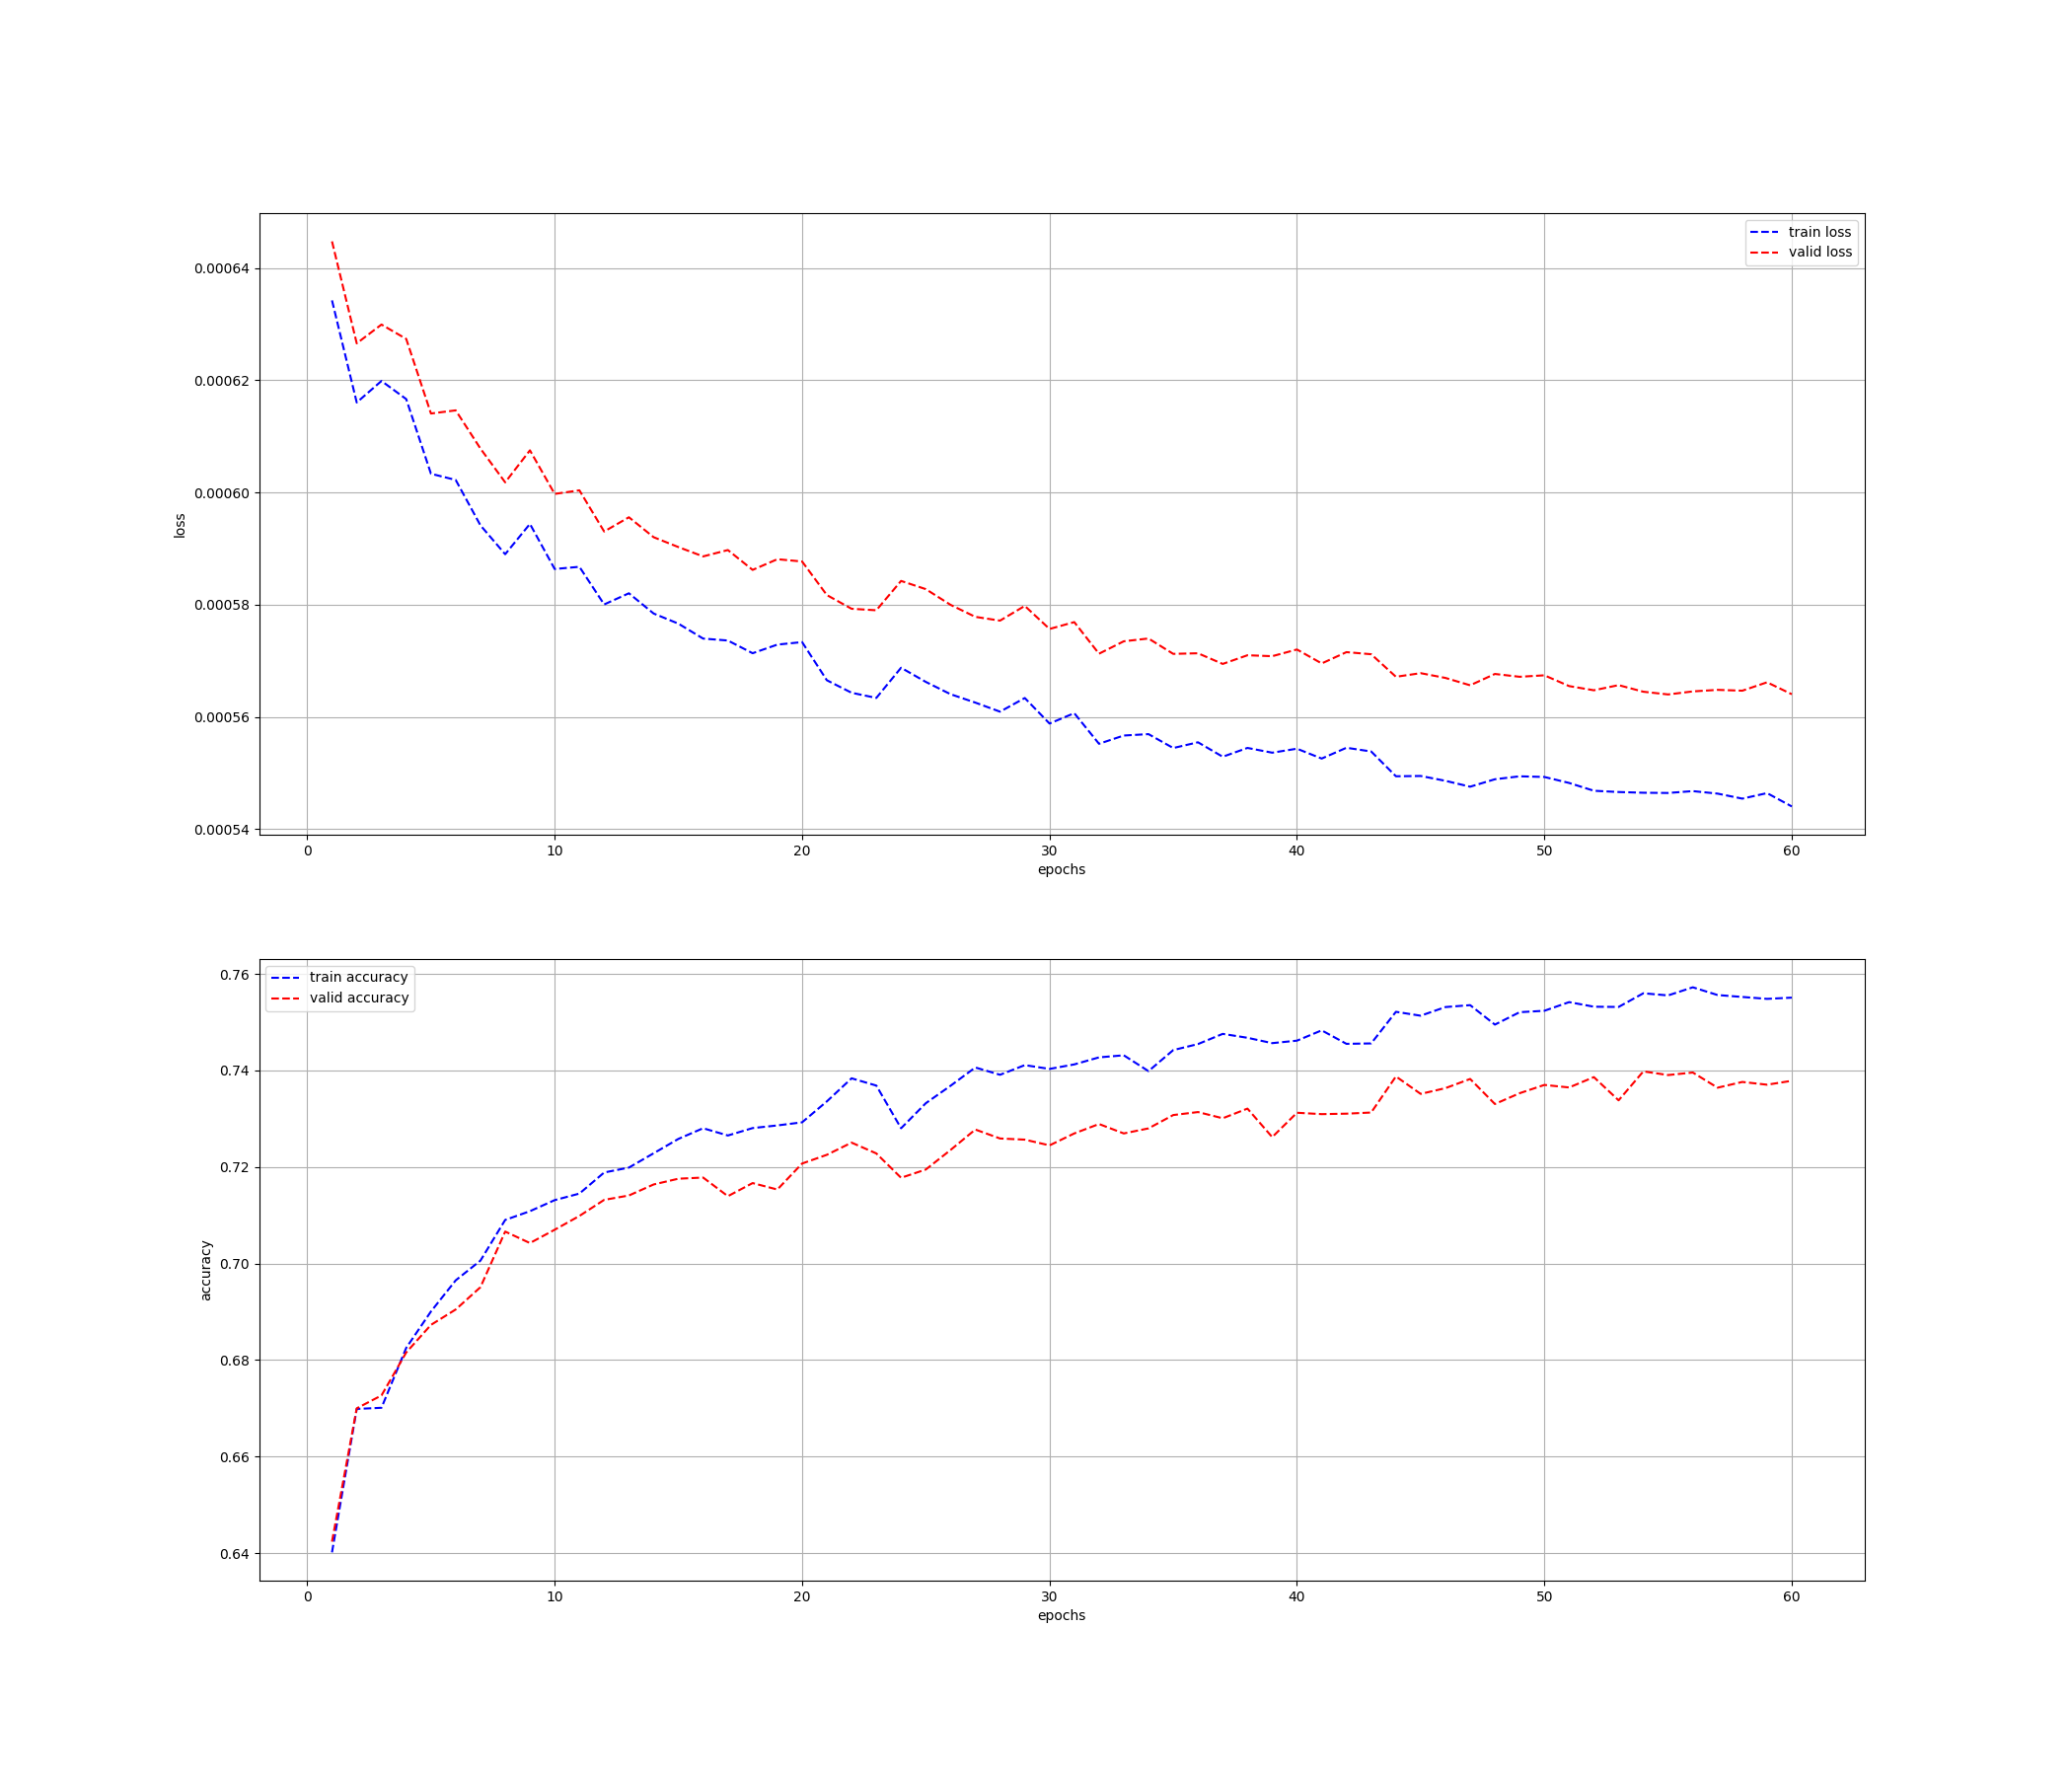 train loss
valid loss
0.00064
0.00062
0.00060
0.00058
0.00056
0.00054
loss
0 10 20 30 40 50 60
epochs
train accuracy
valid accuracy
0.76
0.74
0.72
0.70
0.68
0.66
0.64
accuracy
0 10 20 30 40 50 60
epochs